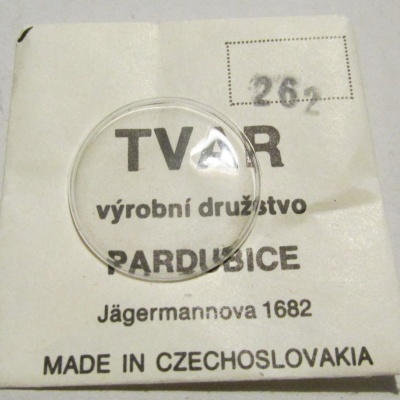 26₂
TVAR
výrobní družstvo
PARDUBICE
Jägermannova 1682
MADE IN CZECHOSLOVAKIA